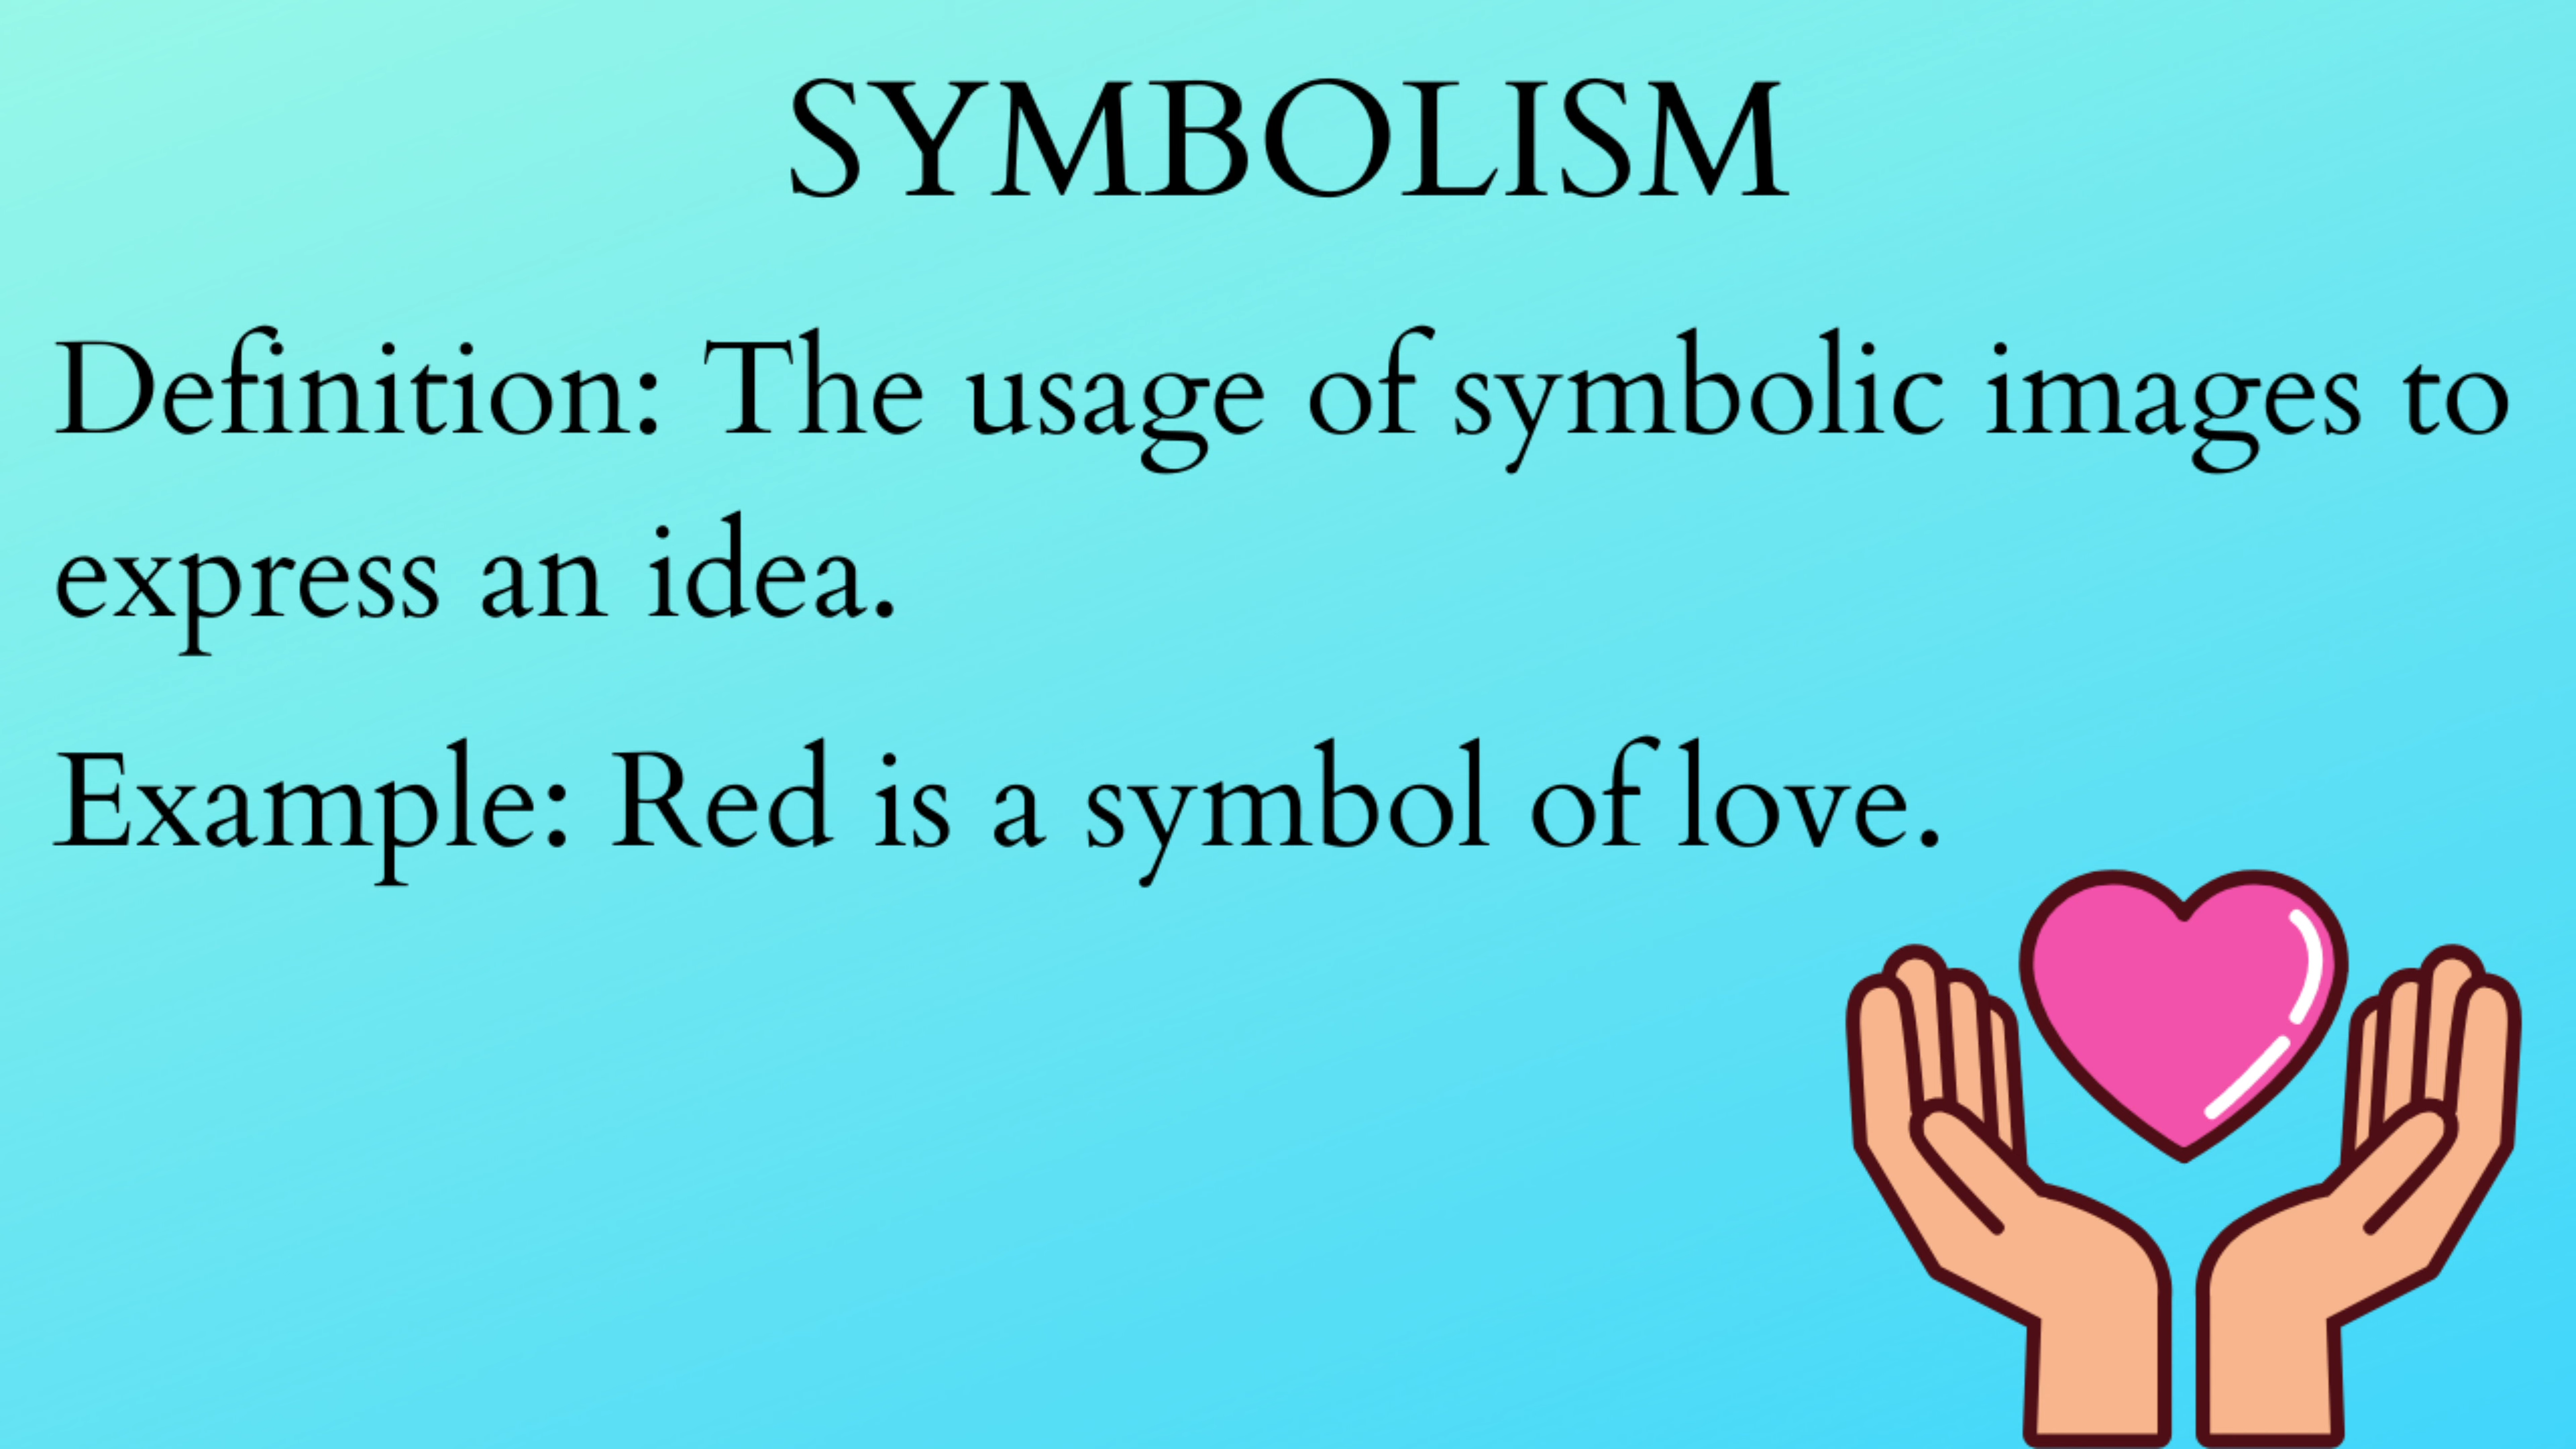 SYMBOLISM
Definition: The usage of symbolic images to
express an idea.
Example: Red is a symbol of love.